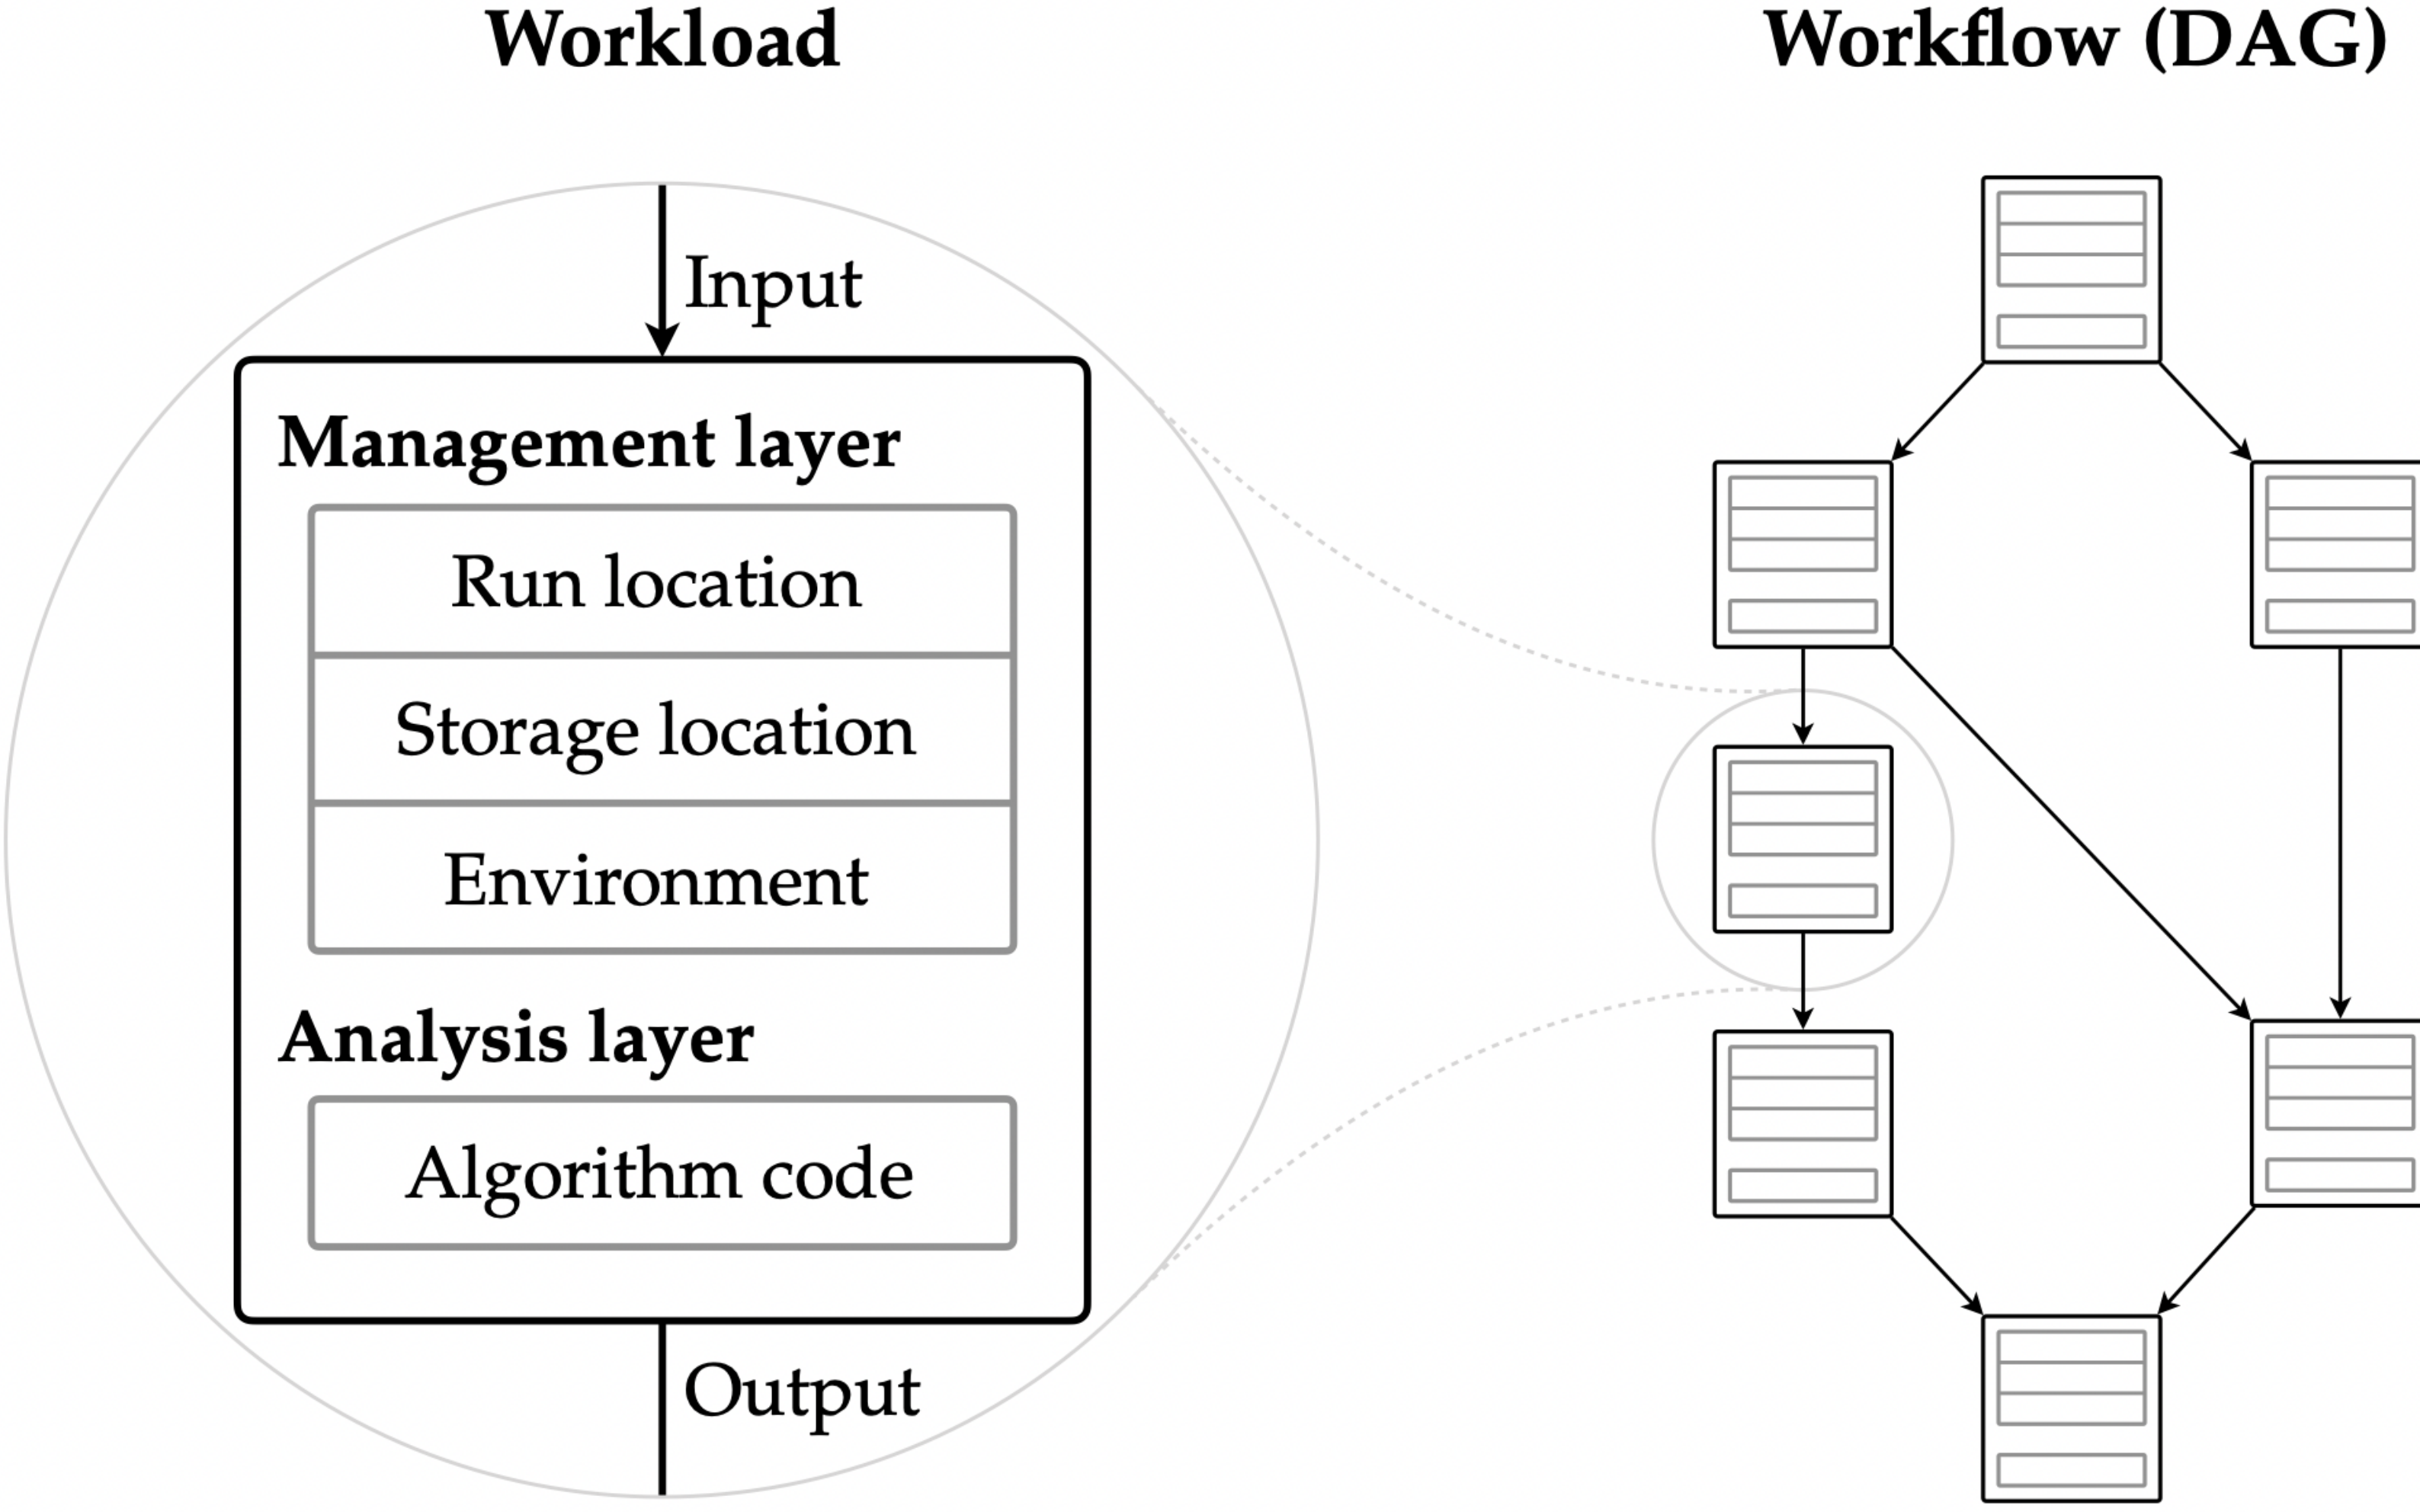 Workload
Workflow (DAG)
Input
Management layer
Run location
Storage location
Environment
Analysis layer
Algorithm code
Output